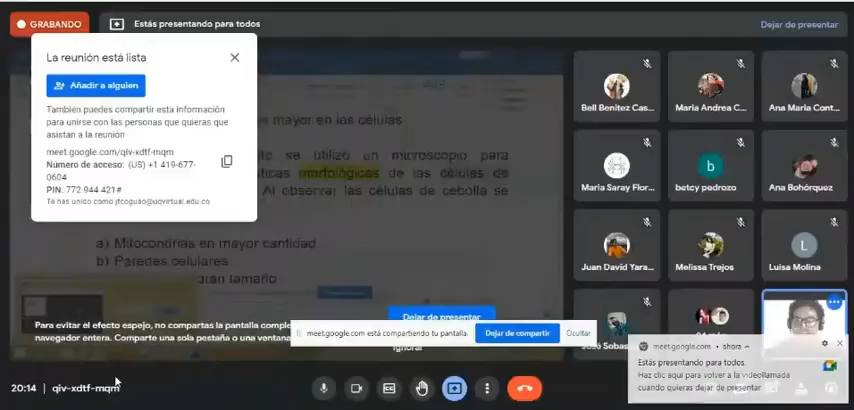 GRABANDO
Estás presentando para todos
Dejar de presentar
La reunión está lista
Añadir a alguien
También puedes compartir esta información
para unirse con las personas que quieras que
asistan a la reunión
meet.google.com/qiv-xdtf-mqm
Número de acceso: (US) +1 419-677-
0604
PIN: 772 944 421#
Te has unido como jfcoguao@uqvirtual.edu.co
s mayor en las células
se utilizó un microscopio para
ticas morfológicas de las células de
Al observar las células de cebolla se
a) Mitocondrias en mayor cantidad
b) Paredes celulares
gran tamaño
Bell Benitez Cas...
Maria Andrea C...
Ana Maria Cont...
Maria Saray Flor...
b
betcy pedrozo
Ana Bohórquez
Juan David Yara...
Melissa Trejos
L
Luisa Molina
José Sobas
Dejar de presentar
Para evitar el efecto espejo, no compartas la pantalla comple
navegador entera. Comparte una sola pestaña o una ventana
Ignorar
meet.google.com está compartiendo tu pantalla.
Dejar de compartir
Ocultar
meet.google.com • ahora
Estás presentando para todos.
Haz clic aquí para volver a la videollamada
cuando quieras dejar de presentar
20:14
qiv-xdtf-mqm